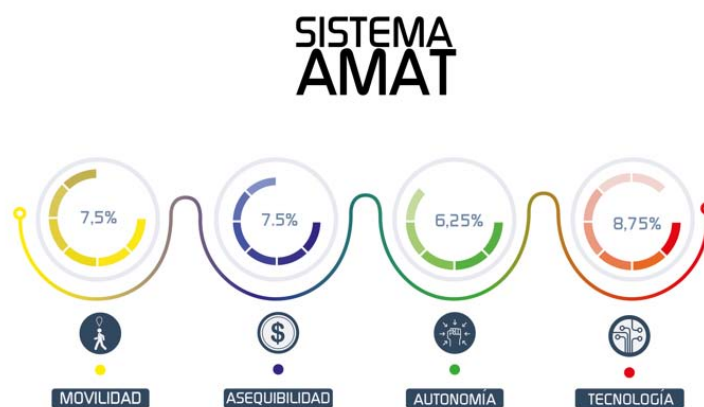 SISTEMA
AMAT
7,5%
7.5%
6,25%
8,75%
$
MOVILIDAD
ASEQUIBILIDAD
AUTONOMÍA
TECNOLOGÍA